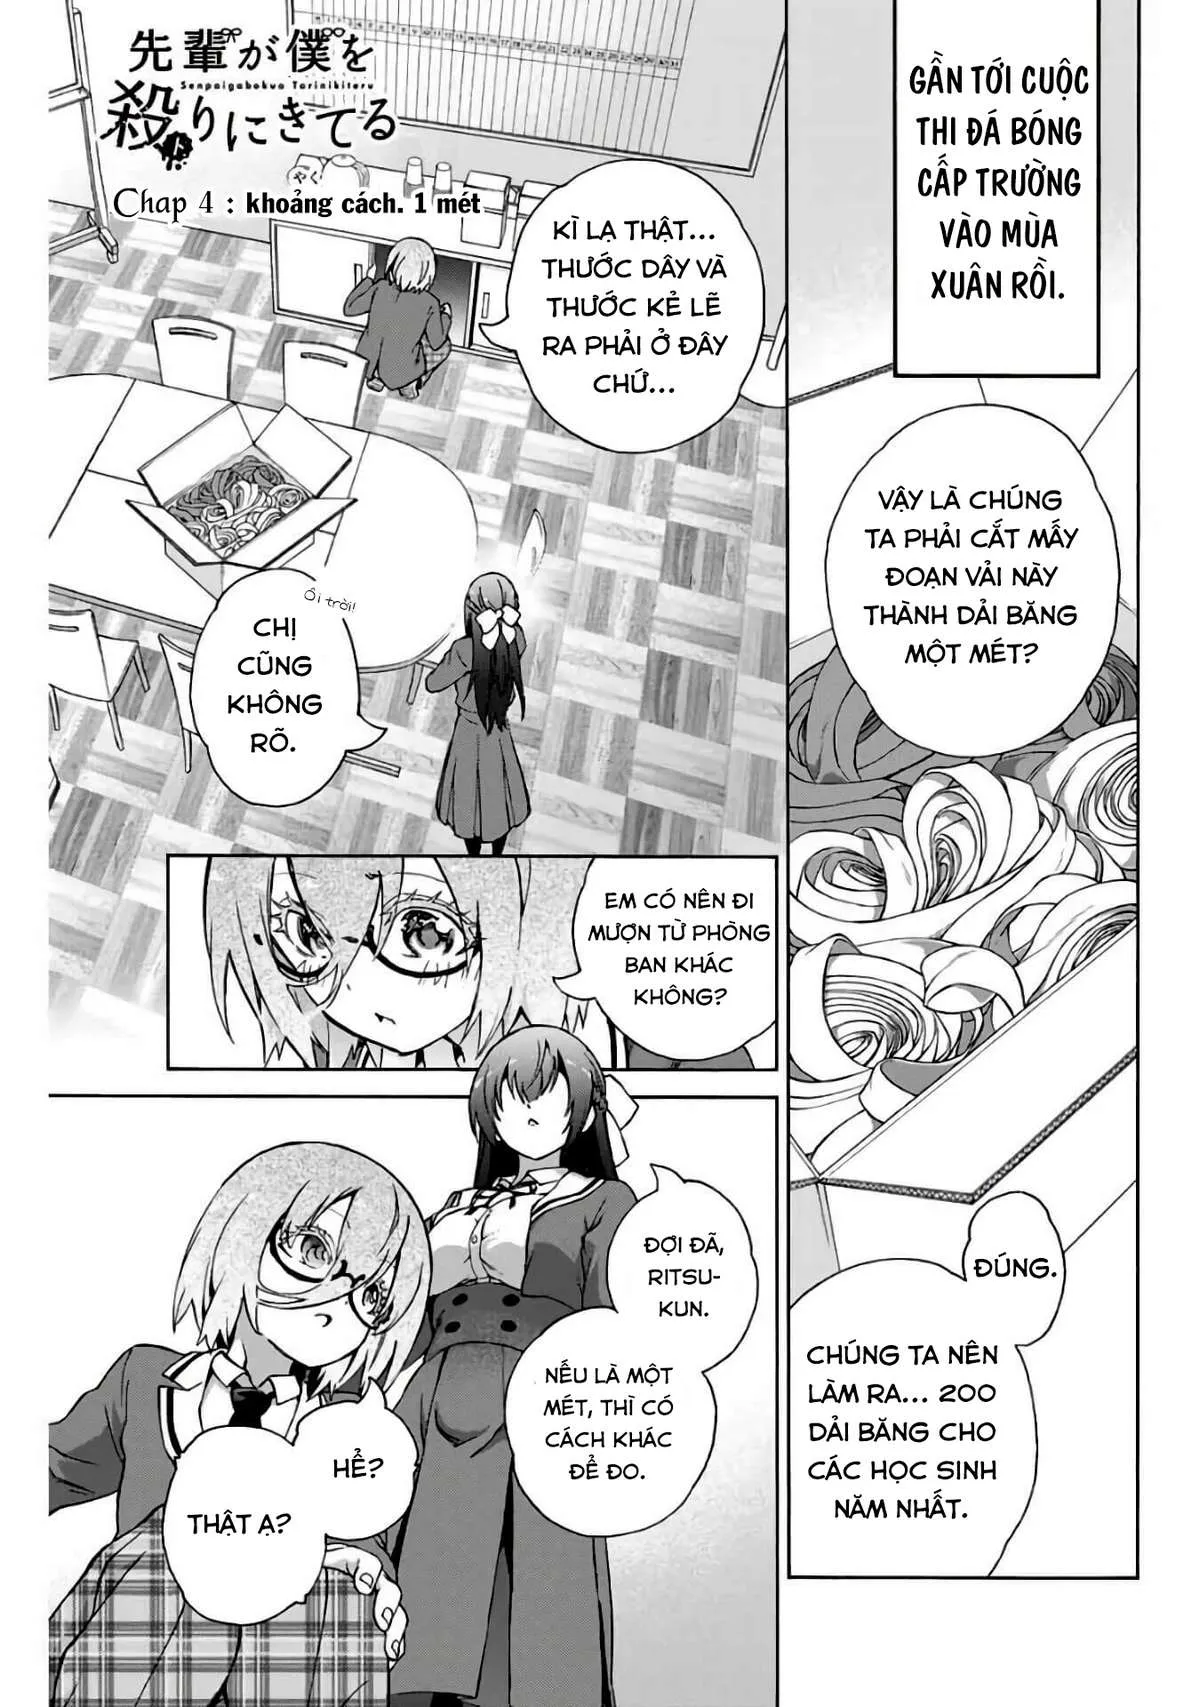 GẦN TỚI CUỘC
THI ĐÁ BÓNG
CẤP TRƯỜNG
VÀO MÙA
XUÂN RỒI.
VẬY LÀ CHÚNG
TA PHẢI CẮT MẤY
ĐOẠN VẢI NÀY
THÀNH DẢI BĂNG
MỘT MÉT?
ĐÚNG.
CHÚNG TA NÊN
LÀM RA... 200
DẢI BĂNG CHO
CÁC HỌC SINH
NĂM NHẤT.
先輩が僕を
Senpaigabokuo Torinikiteru
殺りにきてる
Chap 4 : khoảng cách. 1 mét
やく
KÌ LẠ THẬT...
THƯỚC DÂY VÀ
THƯỚC KẺ LẼ
RA PHẢI Ở ĐÂY
CHỨ...
Ôi trời!
CHỊ
CŨNG
KHÔNG
RÕ.
EM CÓ NÊN ĐI
MƯỢN TỪ PHÒNG
BAN KHÁC
KHÔNG?
ĐỢI ĐÃ,
RITSU-
KUN.
NẾU LÀ MỘT
MÉT, THÌ CÓ
CÁCH KHÁC
ĐỂ ĐO.
HỂ?
THẬT Ạ?